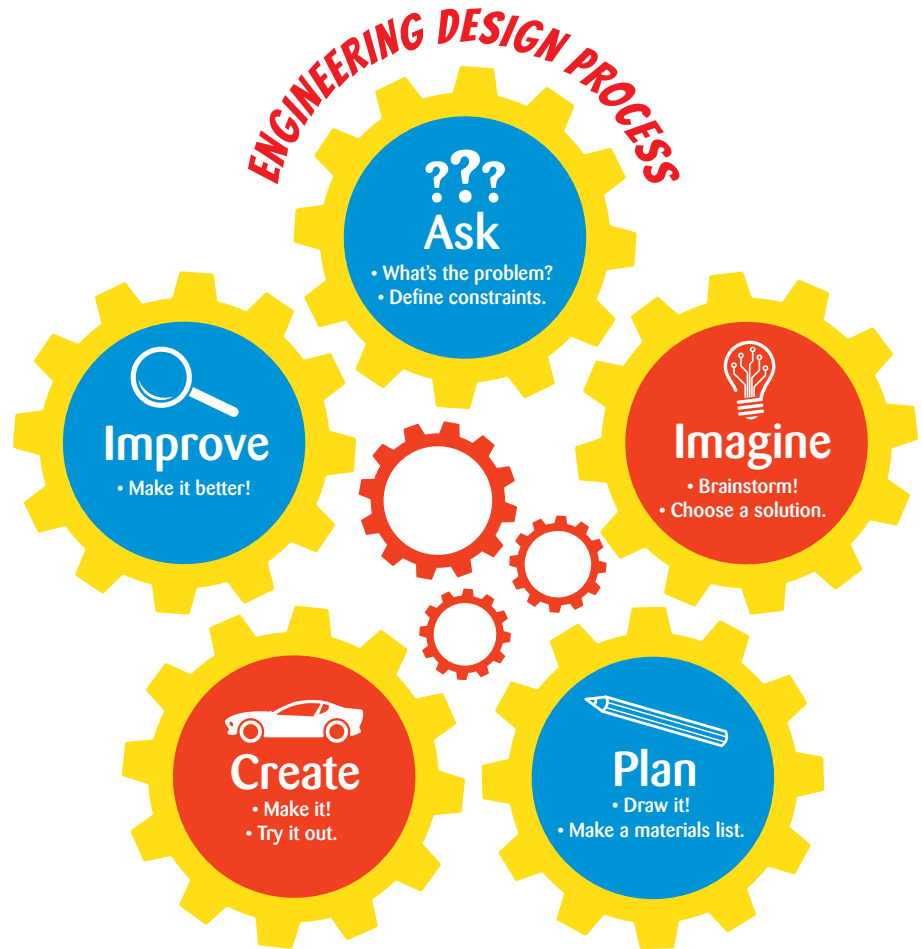 ENGINEERING DESIGN PROCESS
???
Ask
• What's the problem?
• Define constraints.
Imagine
• Brainstorm!
• Choose a solution.
Plan
• Draw it!
• Make a materials list.
Create
• Make it!
• Try it out.
Improve
• Make it better!